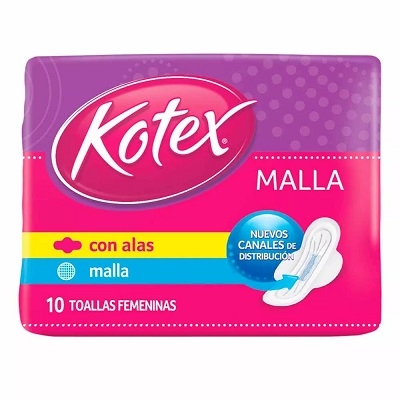 Kotex
MALLA
con alas
malla
NUEVOS
CANALES DE
DISTRIBUCIÓN
10 TOALLAS FEMENINAS